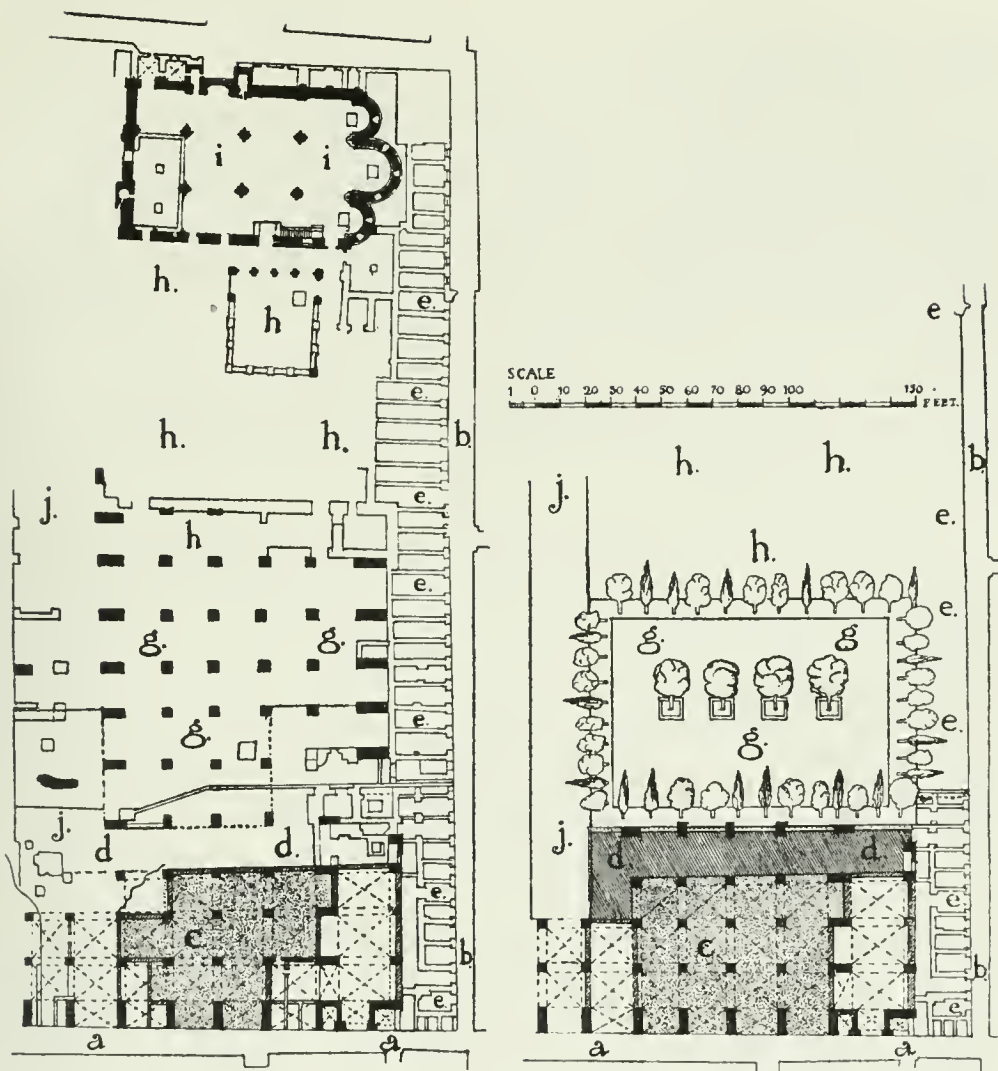 i i
h.
h e.
e.
h. h. b.
SCALE
1 0 10 20 30 40 50 60 70 80 90 100 150 FEET.
e
h. h. b
j. e.
j. e.
h
h.
e.
e.
g. g.
g. g.
e.
g. e.
g.
j. d d.
j. d. d.
e.
c
b.
e.
c
e.
b
e.
e.
a a
a a